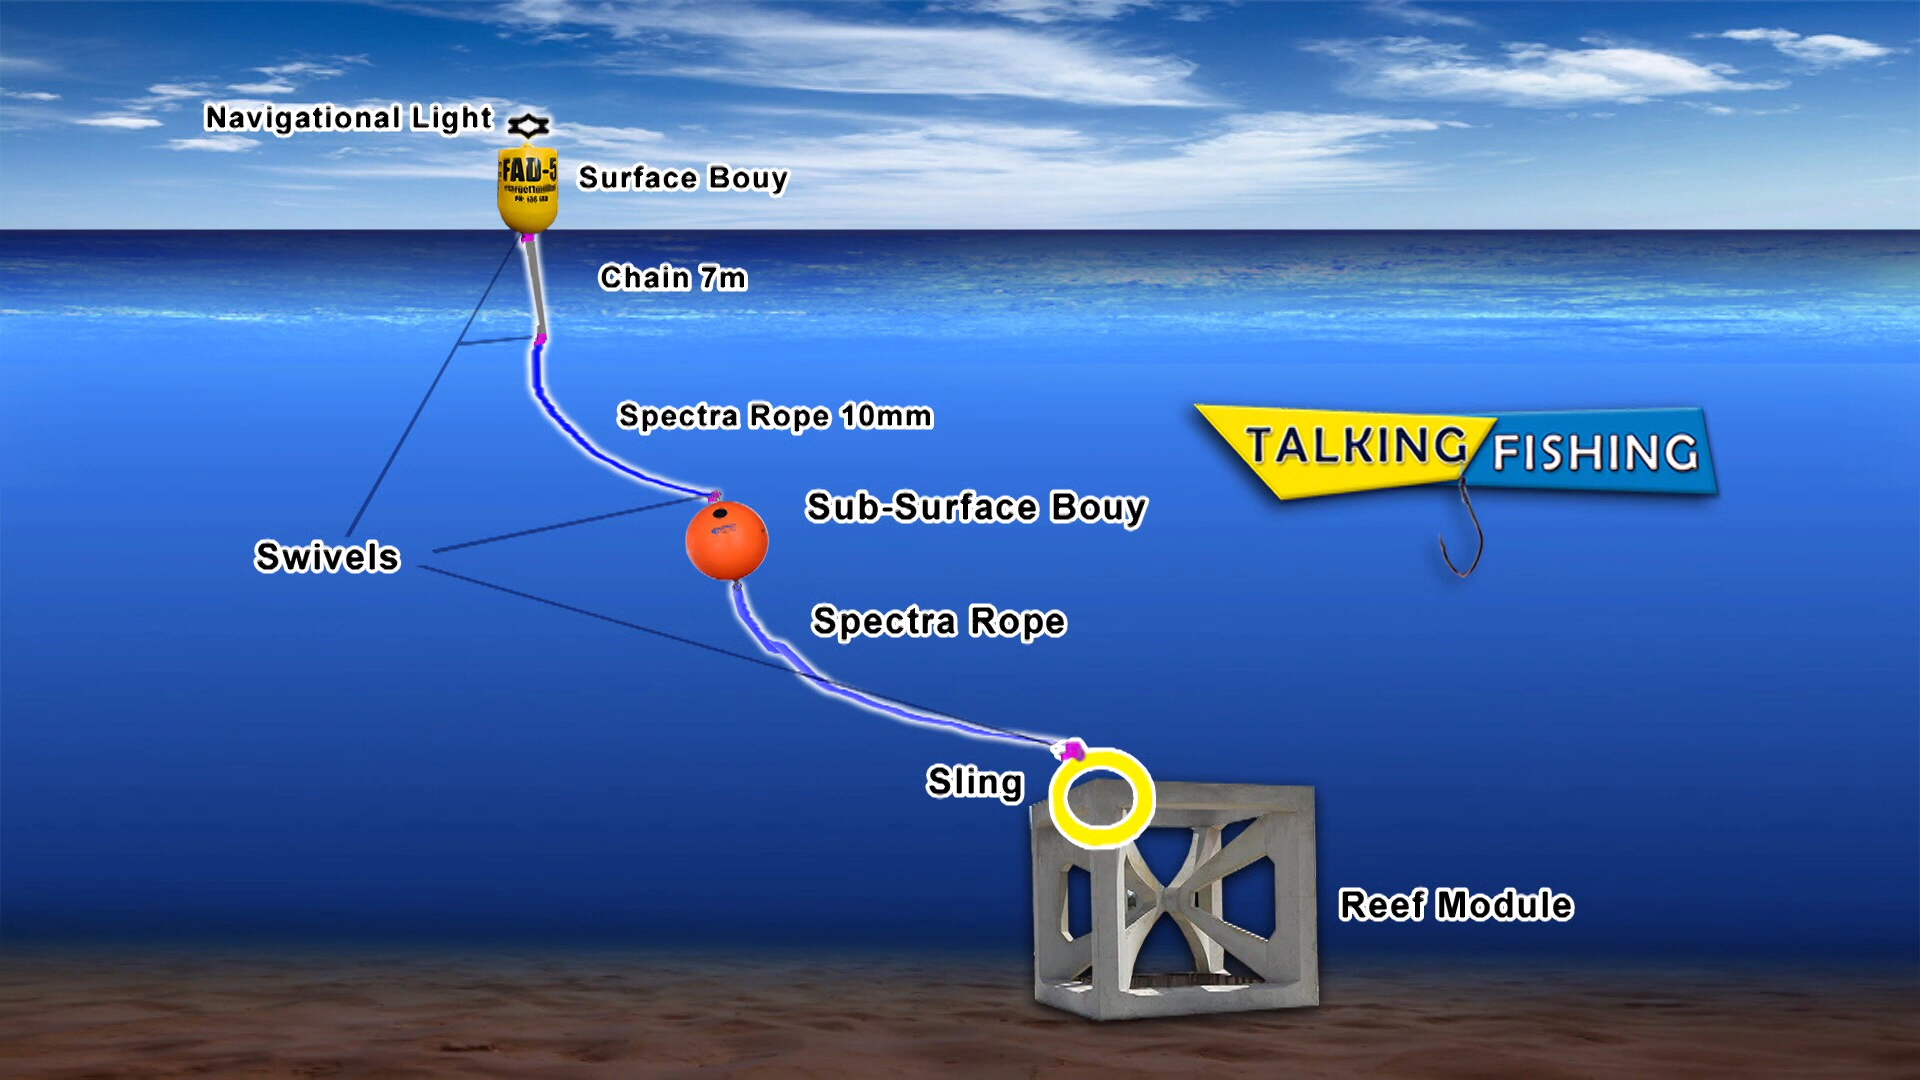 Navigational Light
FAD-5
Surface Bouy
Chain 7m
Spectra Rope 10mm
TALKING FISHING
Sub-Surface Bouy
Swivels
Spectra Rope
Sling
Reef Module